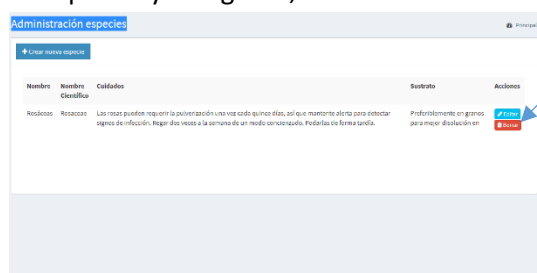 Administración especies
Principal
Crear nueva especie
Nombre Nombre Científico Cuidados Sustrato Acciones
Rosáceas Rosaceae Las rosas pueden requerir la pulverización una vez cada quince días, así que mantente alerta para detectar Preferiblemente en granos Editar
signos de infección. Regar dos veces a la semana de un modo concienzudo. Podarlas de forma tardía. para mejor disolución en Borrar